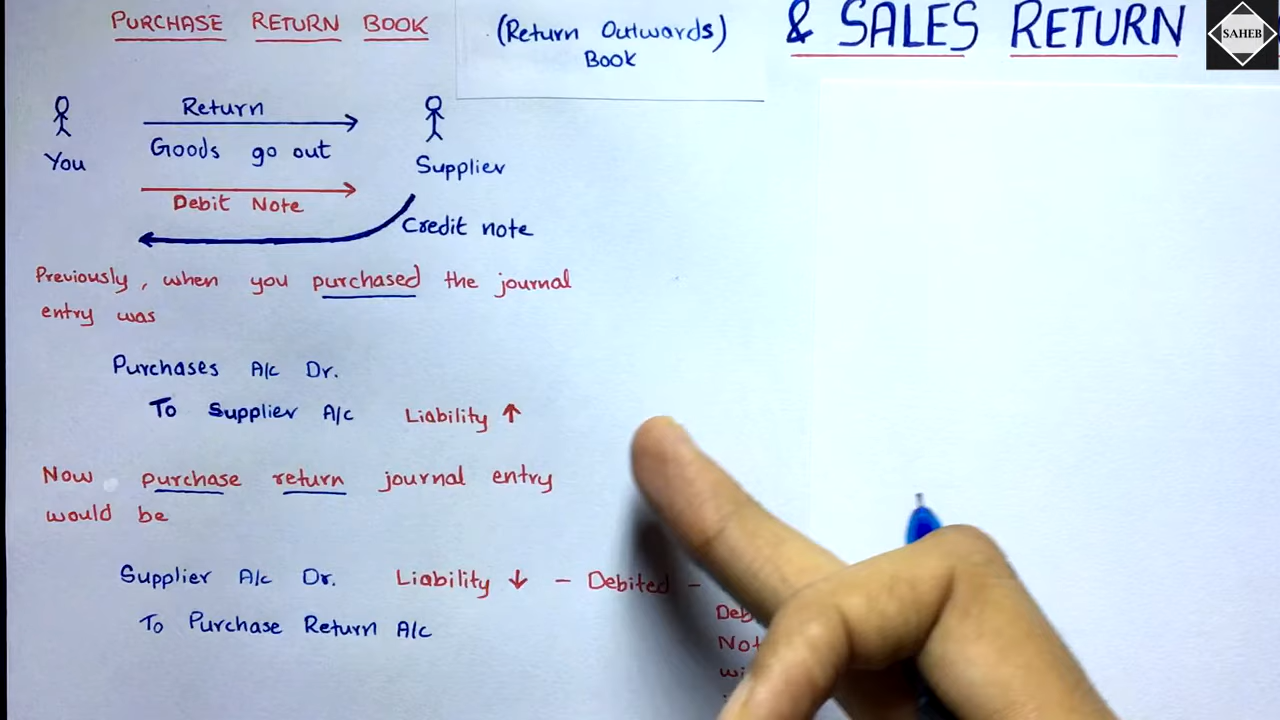 PURCHASE RETURN BOOK
(Return Outwards)
Book
& SALES RETURN
SAHEB
Return
You
Goods go out
Supplier
Debit Note
Credit note
Previously, when you purchased the journal
entry was
Purchases A/c Dr.
To Supplier A/c Liability ↑
Now purchase return journal entry
would be
Supplier A/c Dr. Liability ↓ - Debited -
To Purchase Return A/c